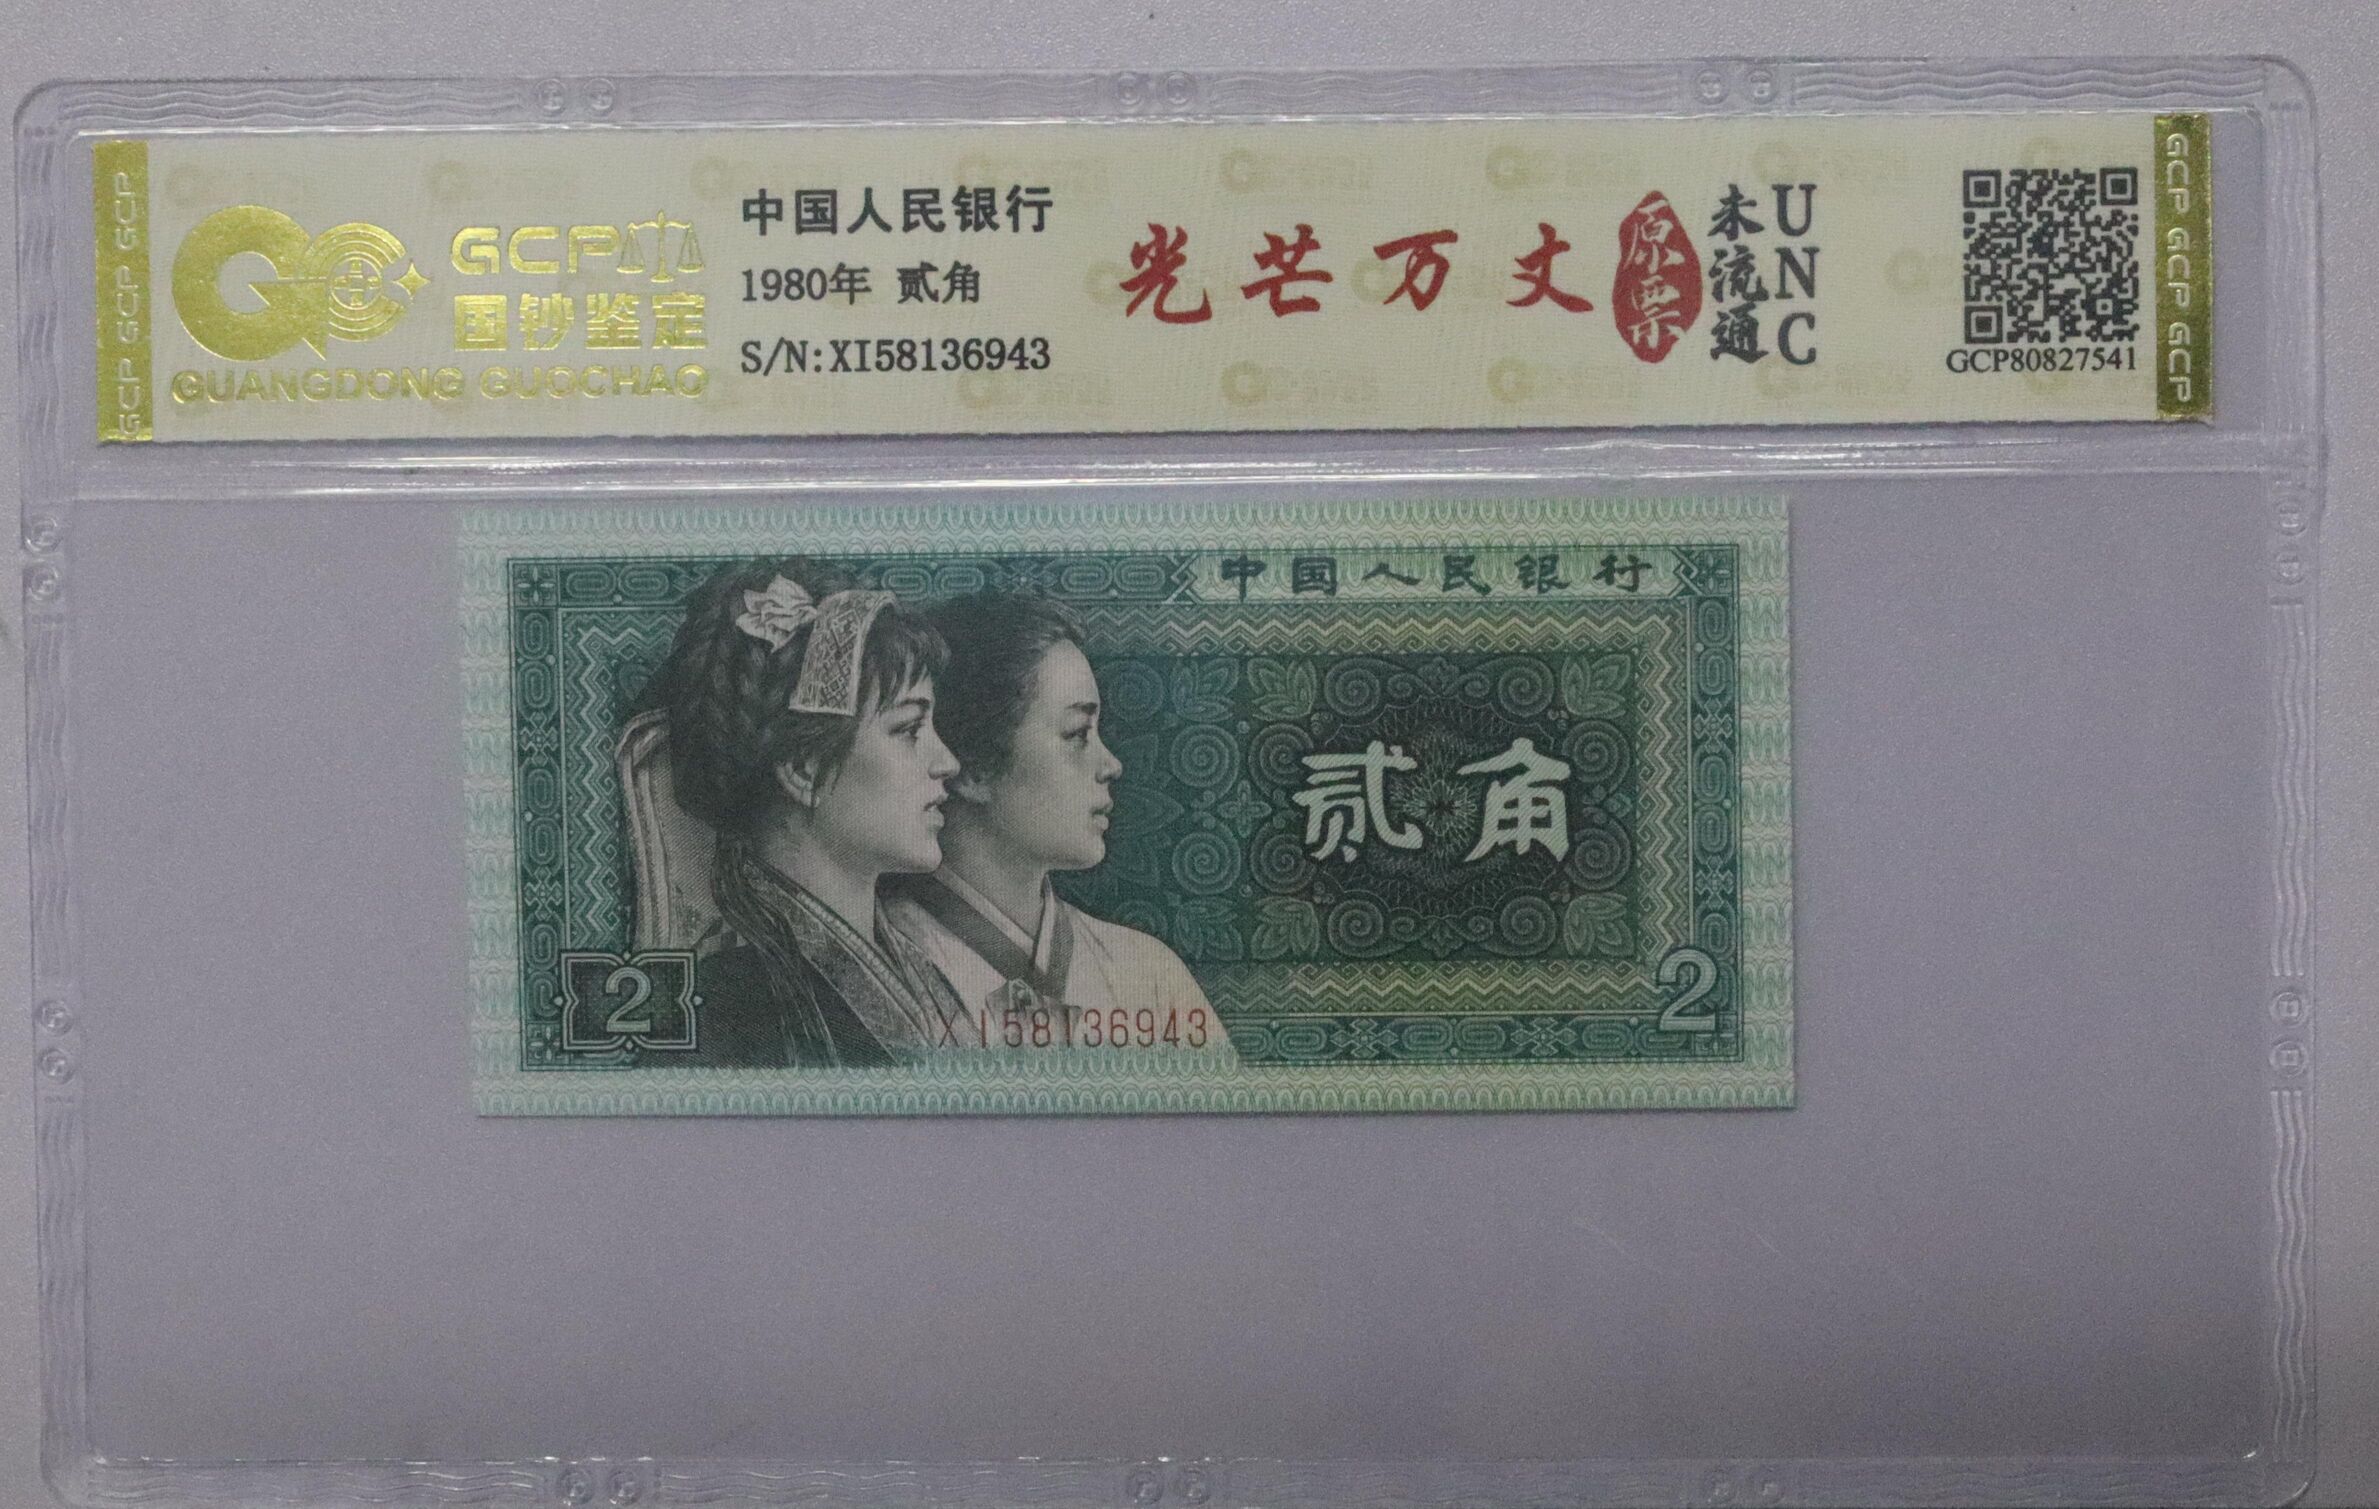 GCP GCP GCP
GCP
国钞鉴定
GUANGDONG GUOCHAO
中国人民银行
1980年 贰角
S/N:XI58136943
光芒万丈
原票
未流通
UNC
GCP80827541
GCP GCP GCP
中国人民银行
贰角
2
2
XI58136943